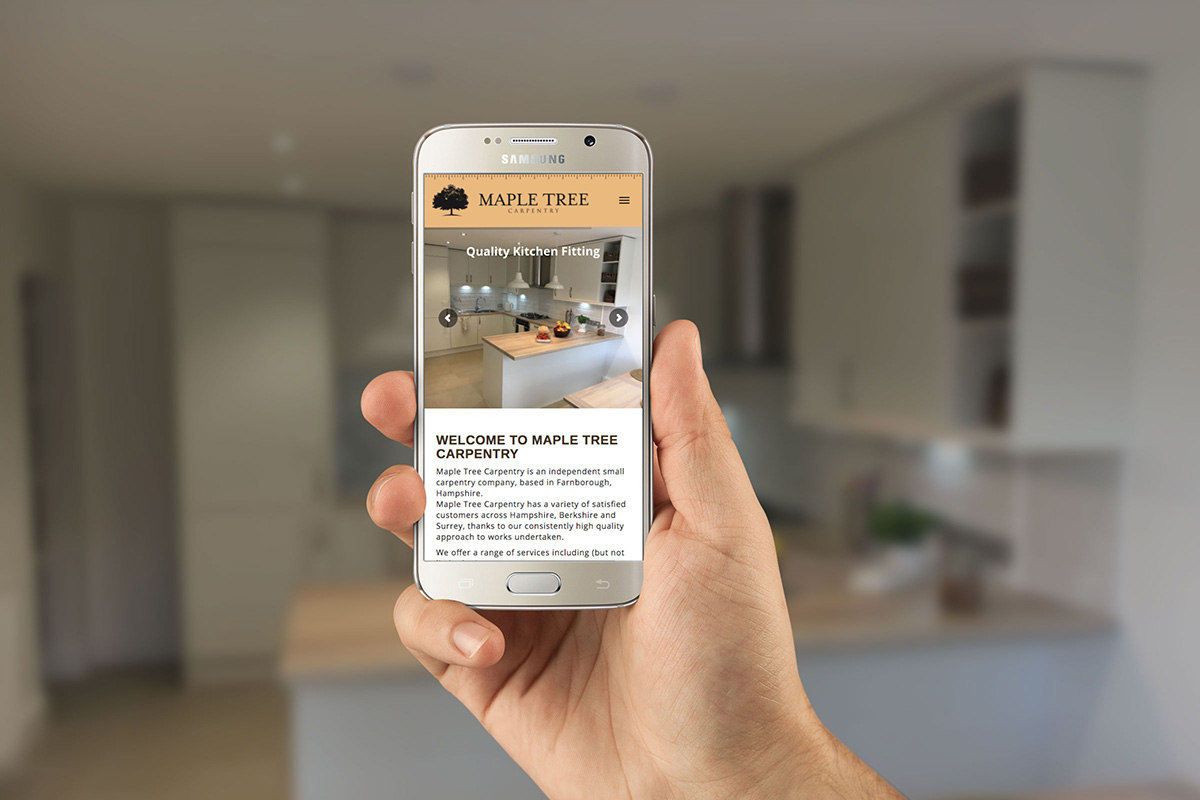 SAMSUNG
MAPLE TREE
CARPENTRY
Quality Kitchen Fitting
WELCOME TO MAPLE TREE
CARPENTRY
Maple Tree Carpentry is an independent small
carpentry company, based in Farnborough,
Hampshire.
Maple Tree Carpentry has a variety of satisfied
customers across Hampshire, Berkshire and
Surrey, thanks to our consistently high quality
approach to works undertaken.
We offer a range of services including (but not